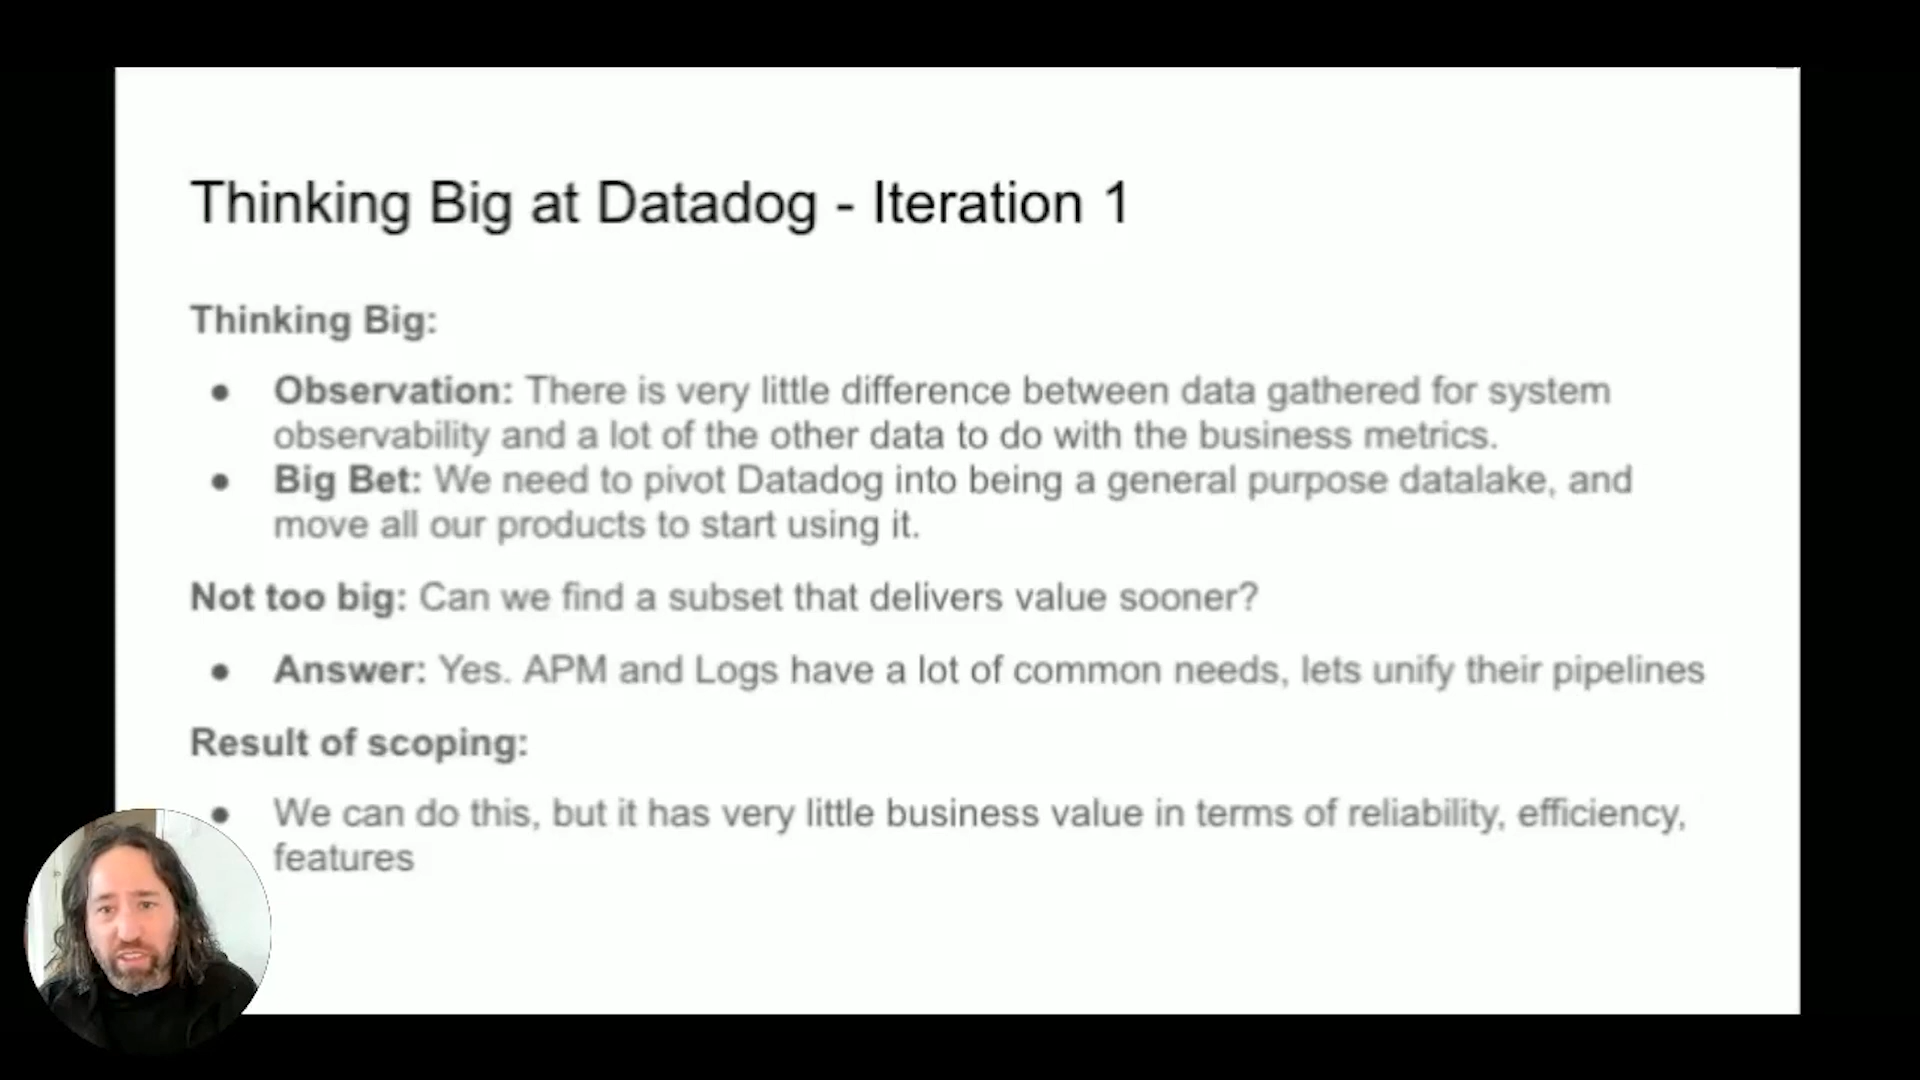 Thinking Big at Datadog - Iteration 1
Thinking Big:
● Observation: There is very little difference between data gathered for system
observability and a lot of the other data to do with the business metrics.
● Big Bet: We need to pivot Datadog into being a general purpose datalake, and
move all our products to start using it.
Not too big: Can we find a subset that delivers value sooner?
● Answer: Yes. APM and Logs have a lot of common needs, lets unify their pipelines
Result of scoping:
● We can do this, but it has very little business value in terms of reliability, efficiency,
features